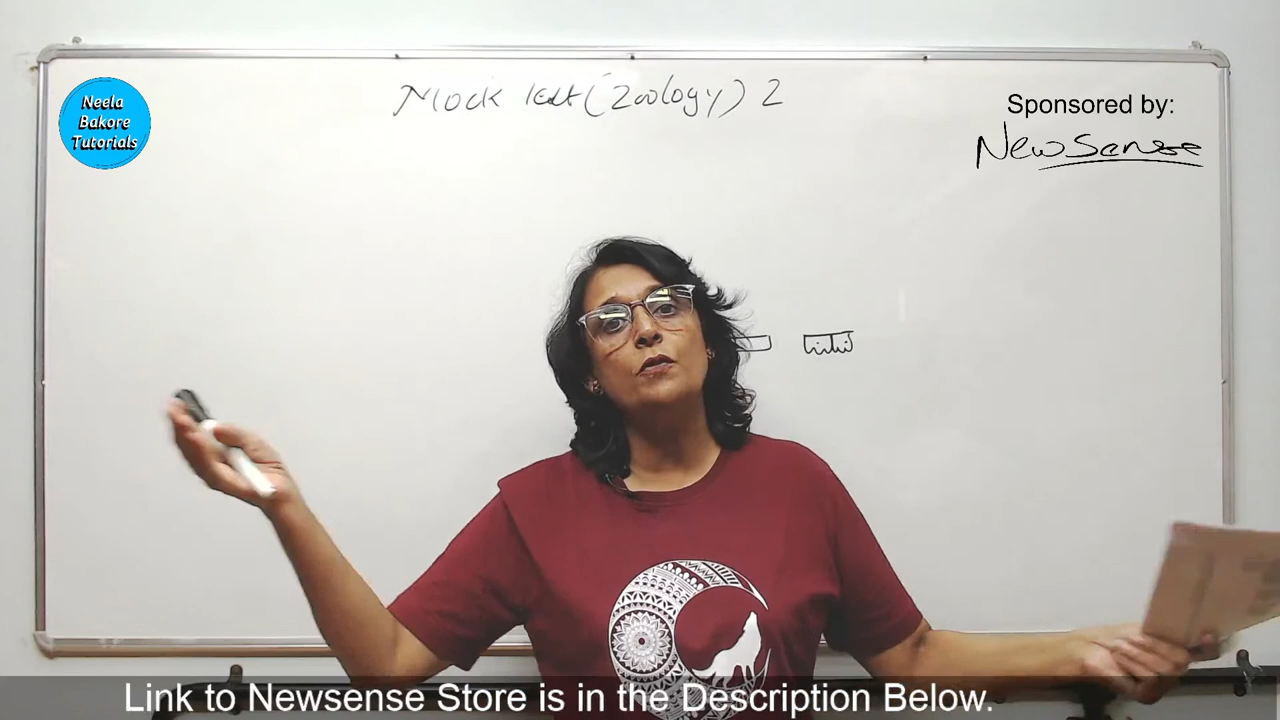 Neela
Bakore
Tutorials
Mock test (Zoology) 2
Sponsored by:
NewSense
Link to Newsense Store is in the Description Below.